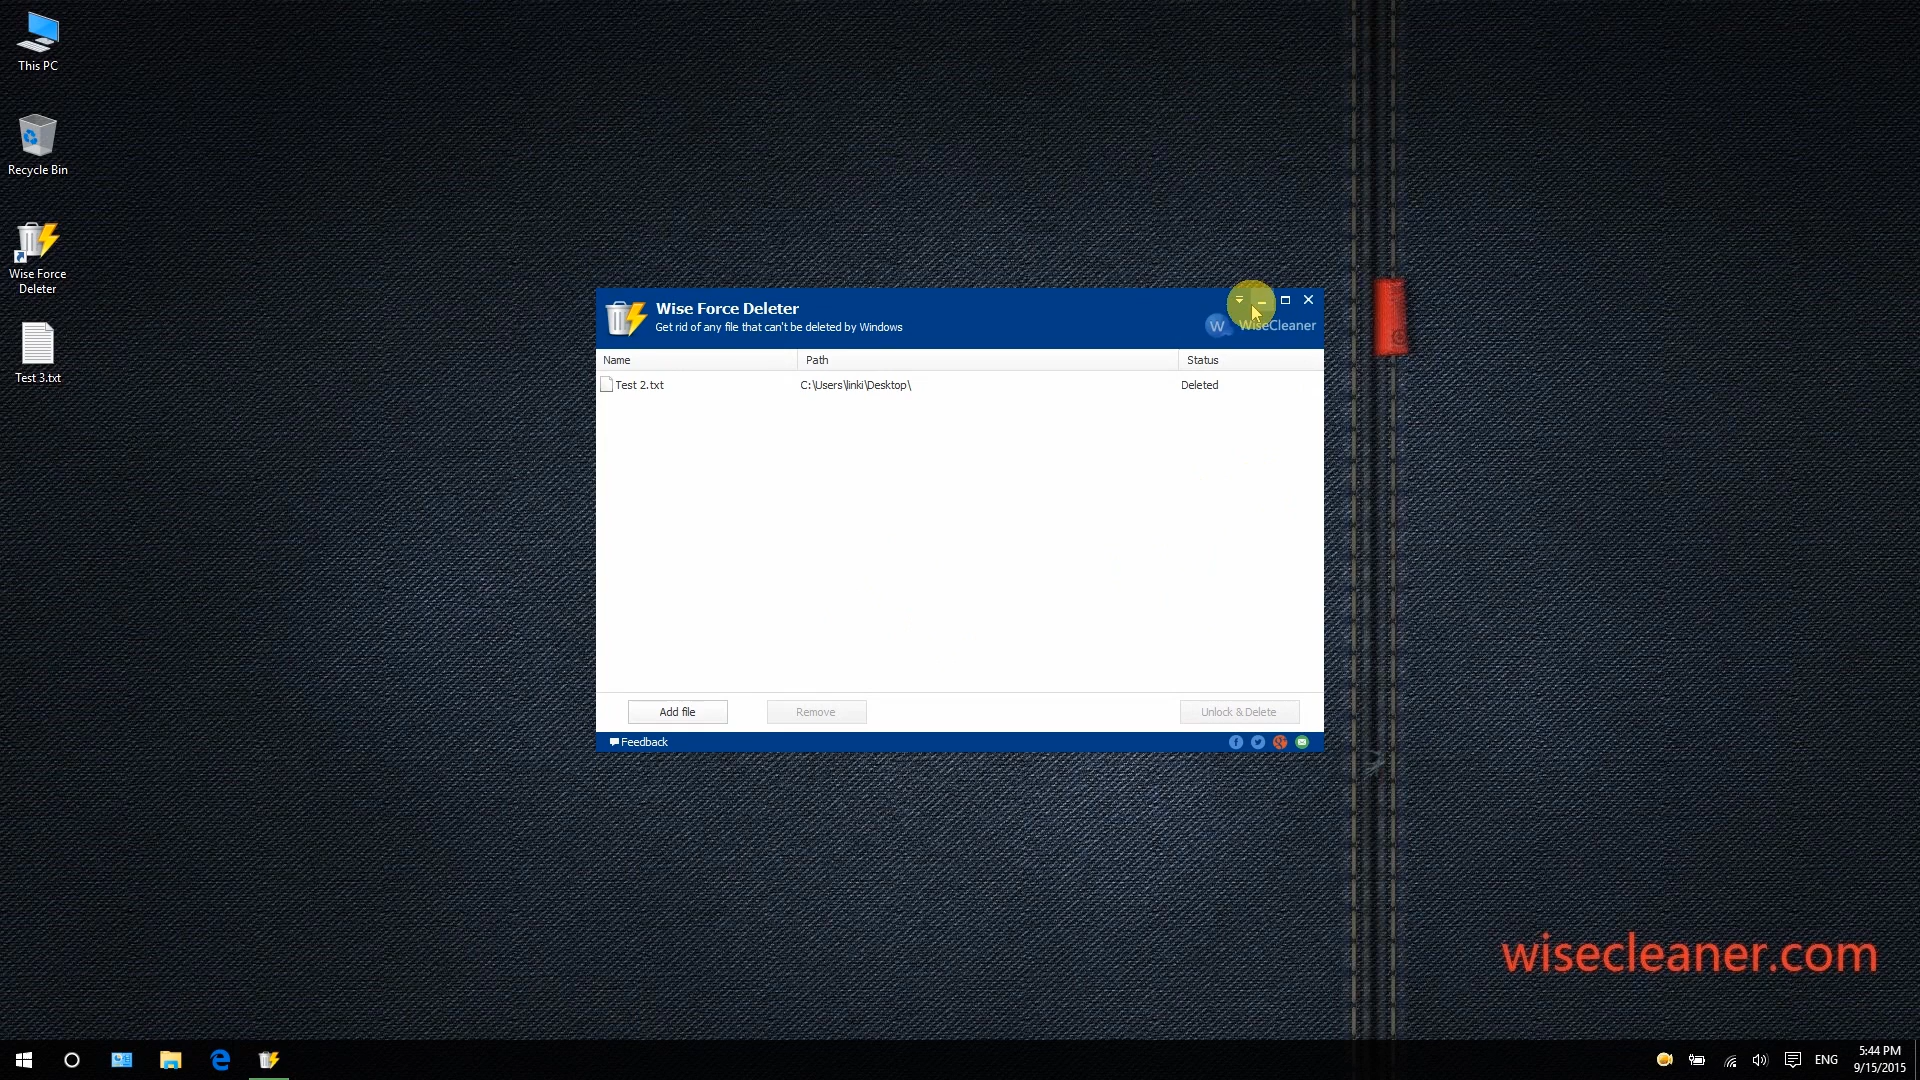 This PC
Recycle Bin
Wise Force
Deleter
Test 3.txt
Wise Force Deleter
Get rid of any file that can't be deleted by Windows
W WiseCleaner
Name Path Status
Test 2.txt C:\Users\linki\Desktop\ Deleted
Add file Remove Unlock & Delete
Feedback
wisecleaner.com
ENG
5:44 PM
9/15/2015